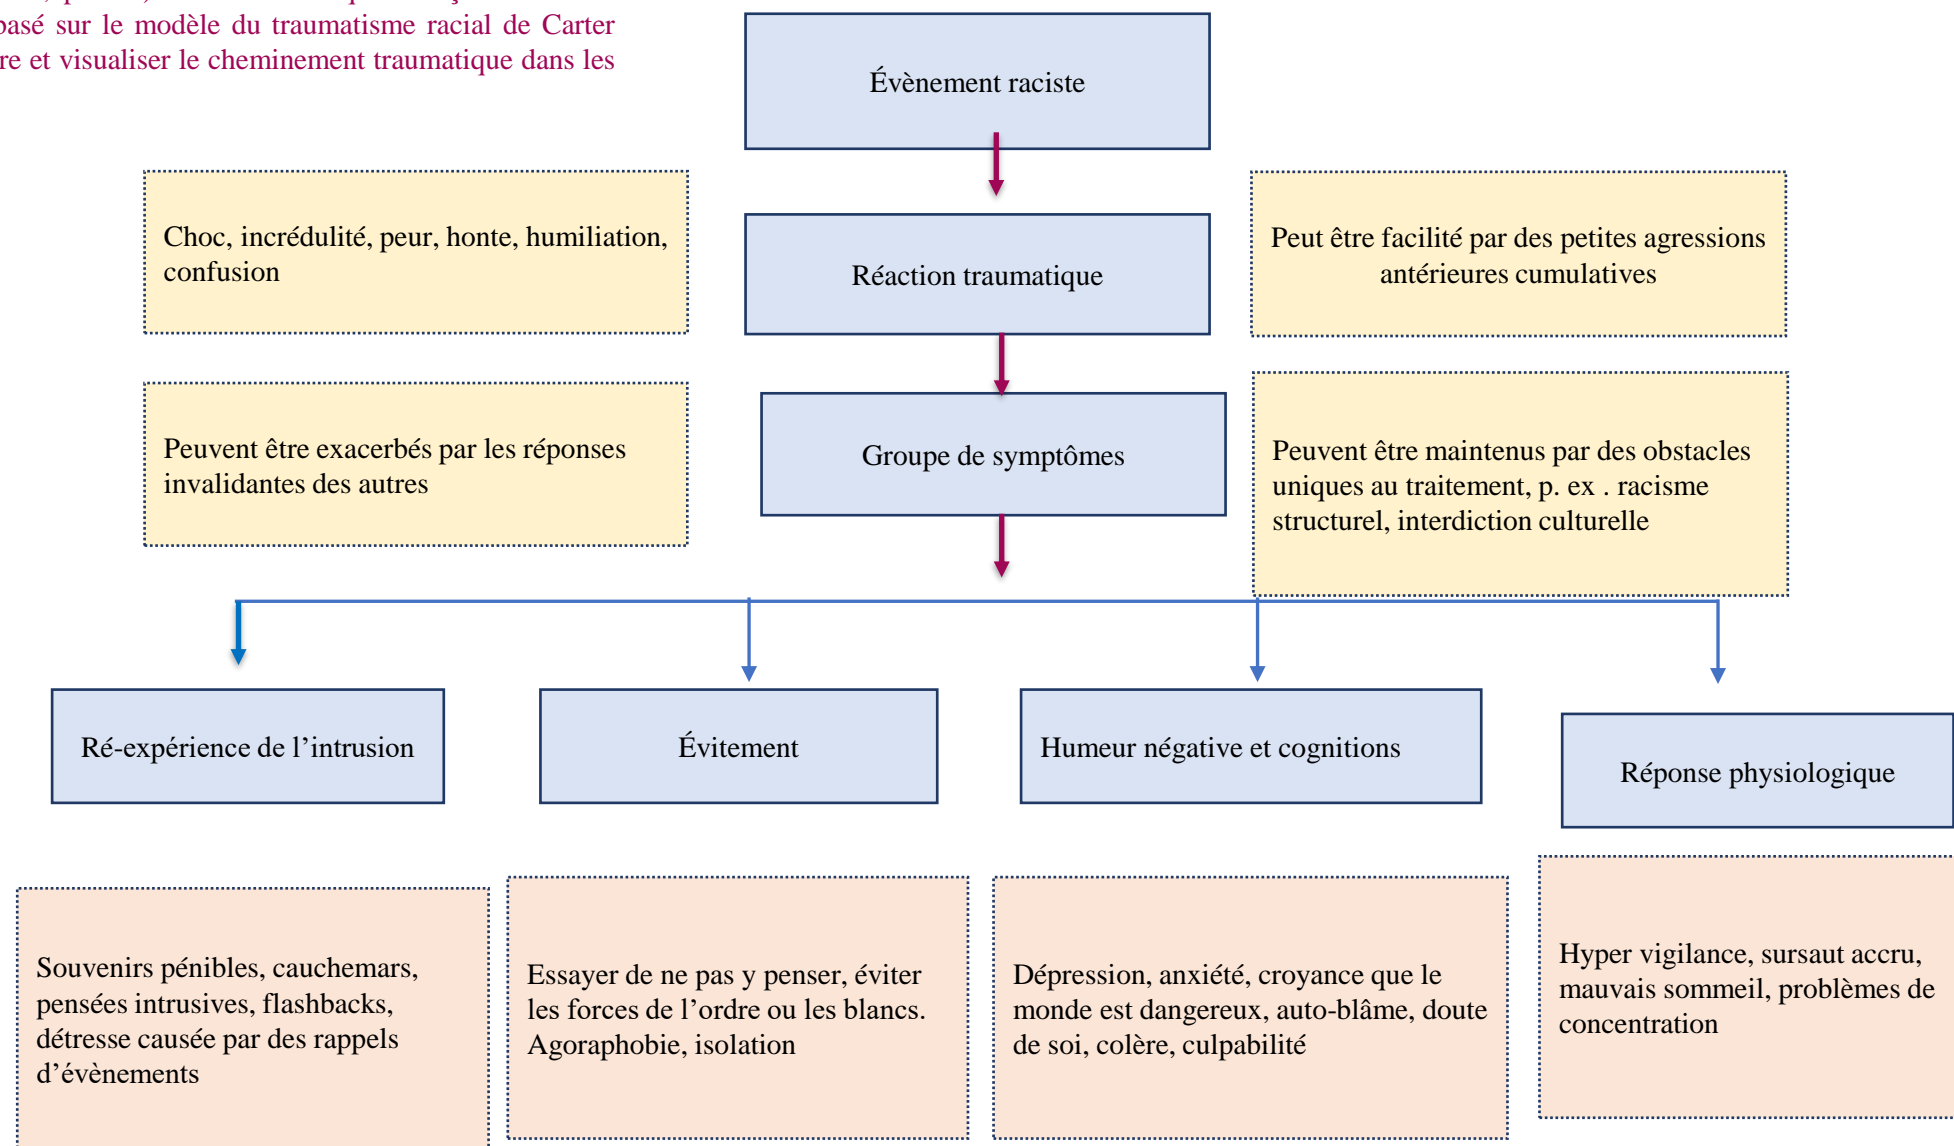 basé sur le modèle du traumatisme racial de Carter
re et visualiser le cheminement traumatique dans les
Évènement raciste
Choc, incrédulité, peur, honte, humiliation,
confusion
Réaction traumatique
Peut être facilité par des petites agressions
antérieures cumulatives
Peuvent être exacerbés par les réponses
invalidantes des autres
Groupe de symptômes
Peuvent être maintenus par des obstacles
uniques au traitement, p. ex . racisme
structurel, interdiction culturelle
Ré-expérience de l’intrusion
Évitement
Humeur négative et cognitions
Réponse physiologique
Souvenirs pénibles, cauchemars,
pensées intrusives, flashbacks,
détresse causée par des rappels
d’évènements
Essayer de ne pas y penser, éviter
les forces de l’ordre ou les blancs.
Agoraphobie, isolation
Dépression, anxiété, croyance que le
monde est dangereux, auto-blâme, doute
de soi, colère, culpabilité
Hyper vigilance, sursaut accru,
mauvais sommeil, problèmes de
concentration